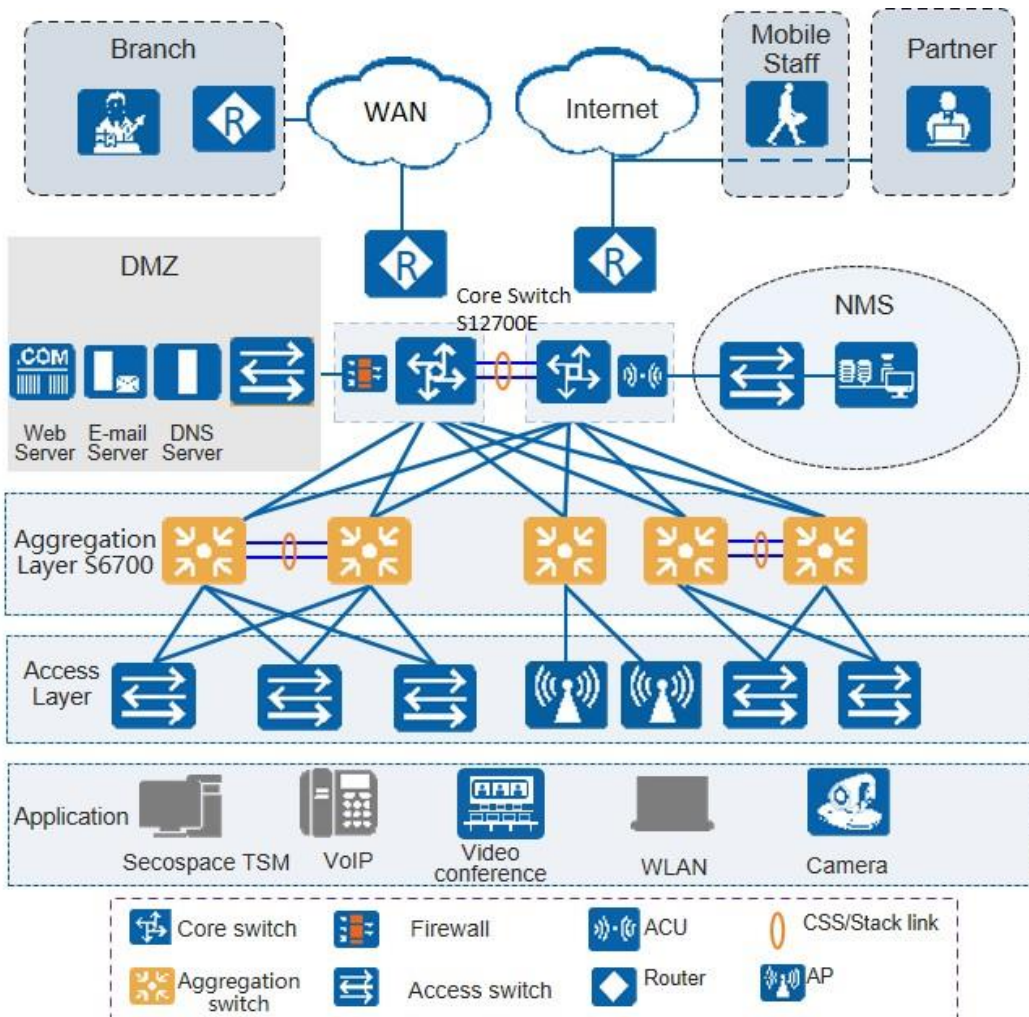 Branch
WAN
Internet
Mobile
Staff
Partner
R
R
R
DMZ
Core Switch
S12700E
NMS
.COM
Web
Server
E-mail
Server
DNS
Server
Aggregation
Layer S6700
Access
Layer
Application
Secospace TSM
VoIP
Video
conference
WLAN
Camera
Core switch
Firewall
ACU
CSS/Stack link
Aggregation
switch
Access switch
Router
AP